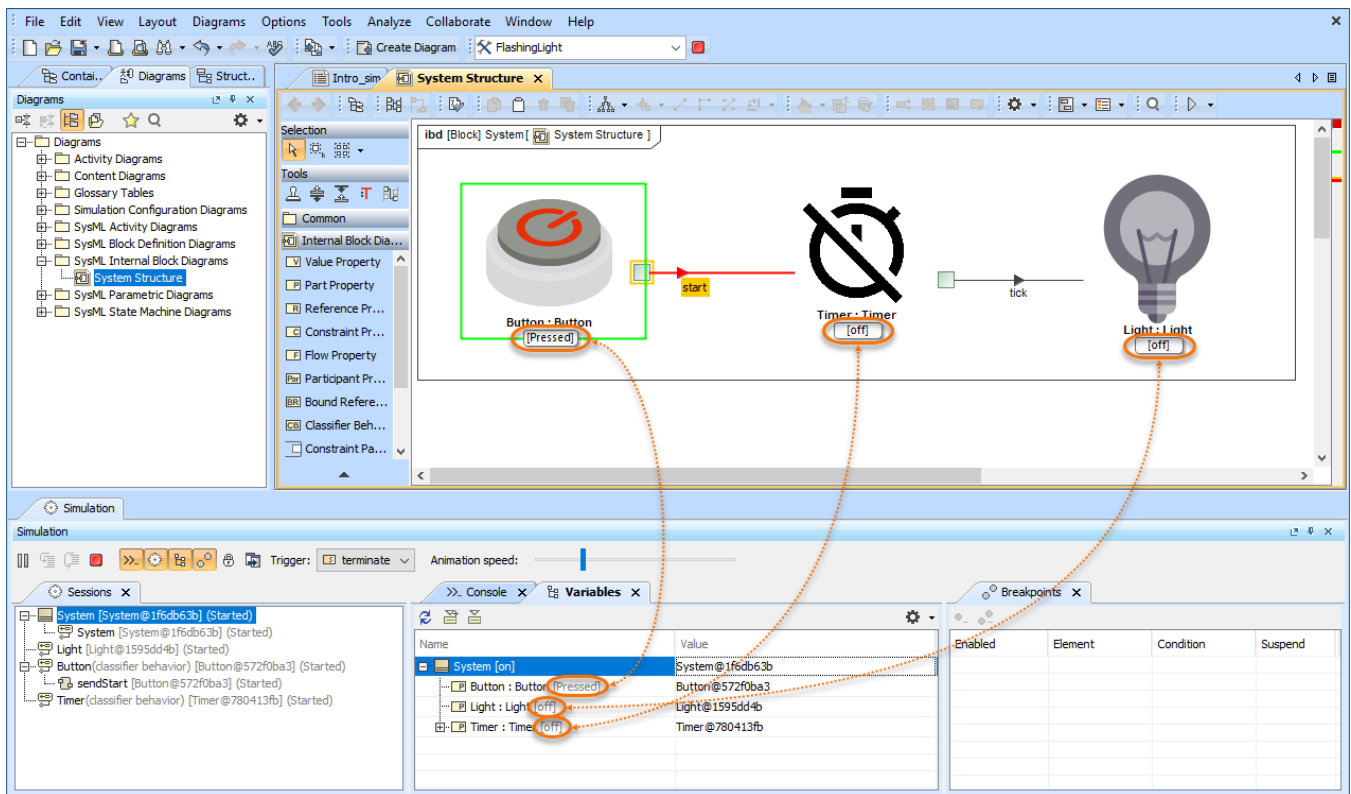 File Edit View Layout Diagrams Options Tools Analyze Collaborate Window Help
Create Diagram FlashingLight
Contai.. Diagrams Struct..
Intro_sim System Structure
Diagrams
Diagrams
Activity Diagrams
Content Diagrams
Glossary Tables
Simulation Configuration Diagrams
SysML Activity Diagrams
SysML Block Definition Diagrams
SysML Internal Block Diagrams
System Structure
SysML Parametric Diagrams
SysML State Machine Diagrams
Selection
Tools
Common
Internal Block Dia...
Value Property
Part Property
Reference Pr...
Constraint Pr...
Flow Property
Participant Pr...
Bound Refere...
Classifier Beh...
Constraint Pa...
ibd [Block] System[ System Structure ]
start
tick
Button : Button
[Pressed]
Timer : Timer
[off]
Light : Light
[off]
Simulation
Simulation
Trigger: terminate Animation speed:
Sessions
System [System@1f6db63b] (Started)
System [System@1f6db63b] (Started)
Light [Light@1595dd4b] (Started)
Button(classifier behavior) [Button@572f0ba3] (Started)
sendStart [Button@572f0ba3] (Started)
Timer(classifier behavior) [Timer@780413fb] (Started)
Console Variables
Name Value
System [on] System@1f6db63b
Button : Button [Pressed] Button@572f0ba3
Light : Light [off] Light@1595dd4b
Timer : Timer [off] Timer@780413fb
Breakpoints
Enabled Element Condition Suspend